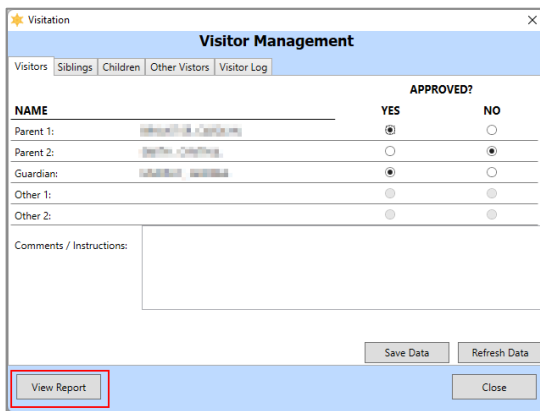 Visitation
Visitor Management
Visitors Siblings Children Other Vistors Visitor Log
APPROVED?
NAME YES NO
Parent 1:
Parent 2:
Guardian:
Other 1:
Other 2:
Comments / Instructions:
Save Data Refresh Data
View Report Close